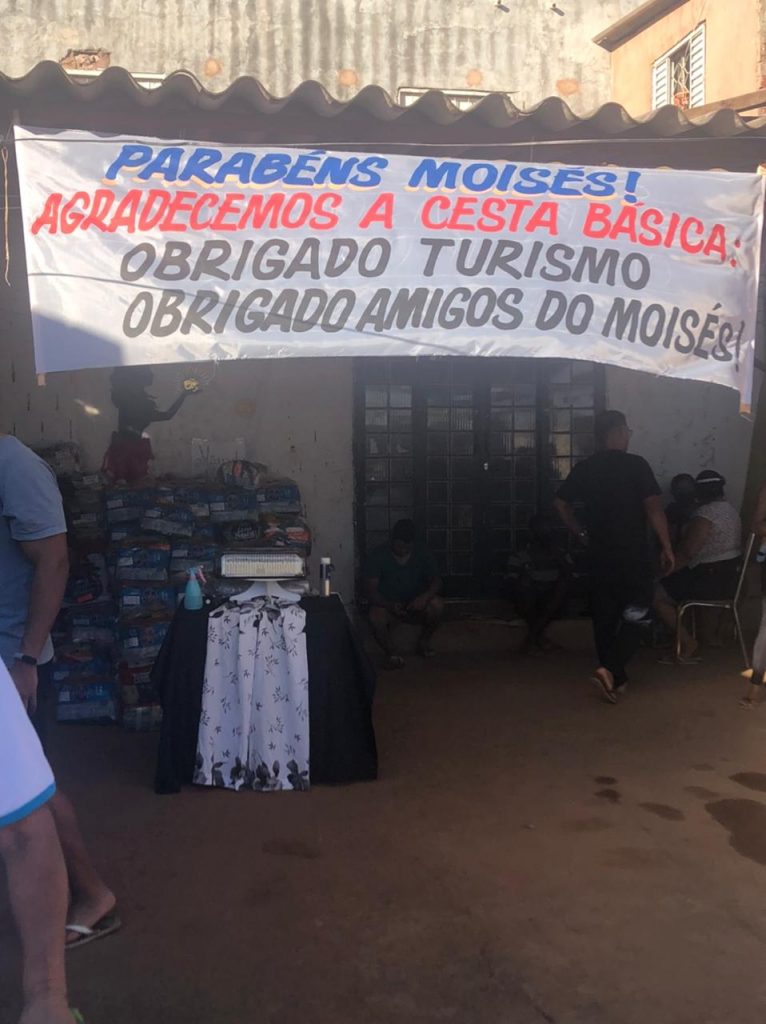 PARABÉNS MOISÉS!
AGRADECEMOS A CESTA BÁSICA:
OBRIGADO TURISMO
OBRIGADO AMIGOS DO MOISÉS!